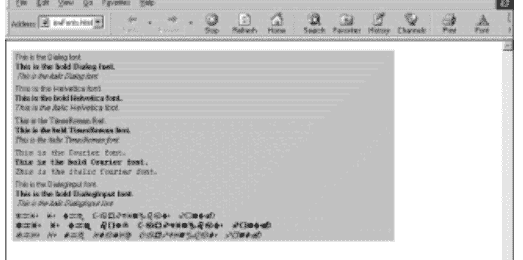 File Edit View Go Favorites Help
Address
Stop Refresh Home Search Favorites History Channels Print Font
This is the Dialog font.
This is the bold Dialog font.
This is the italic Dialog font.
This is the Helvetica font.
This is the bold Helvetica font.
This is the italic Helvetica font.
This is the TimesRoman font.
This is the bold TimesRoman font.
This is the italic TimesRoman font.
This is the Courier font.
This is the bold Courier font.
This is the italic Courier font.
This is the DialogInput font.
This is the bold DialogInput font.
This is the italic DialogInput font.